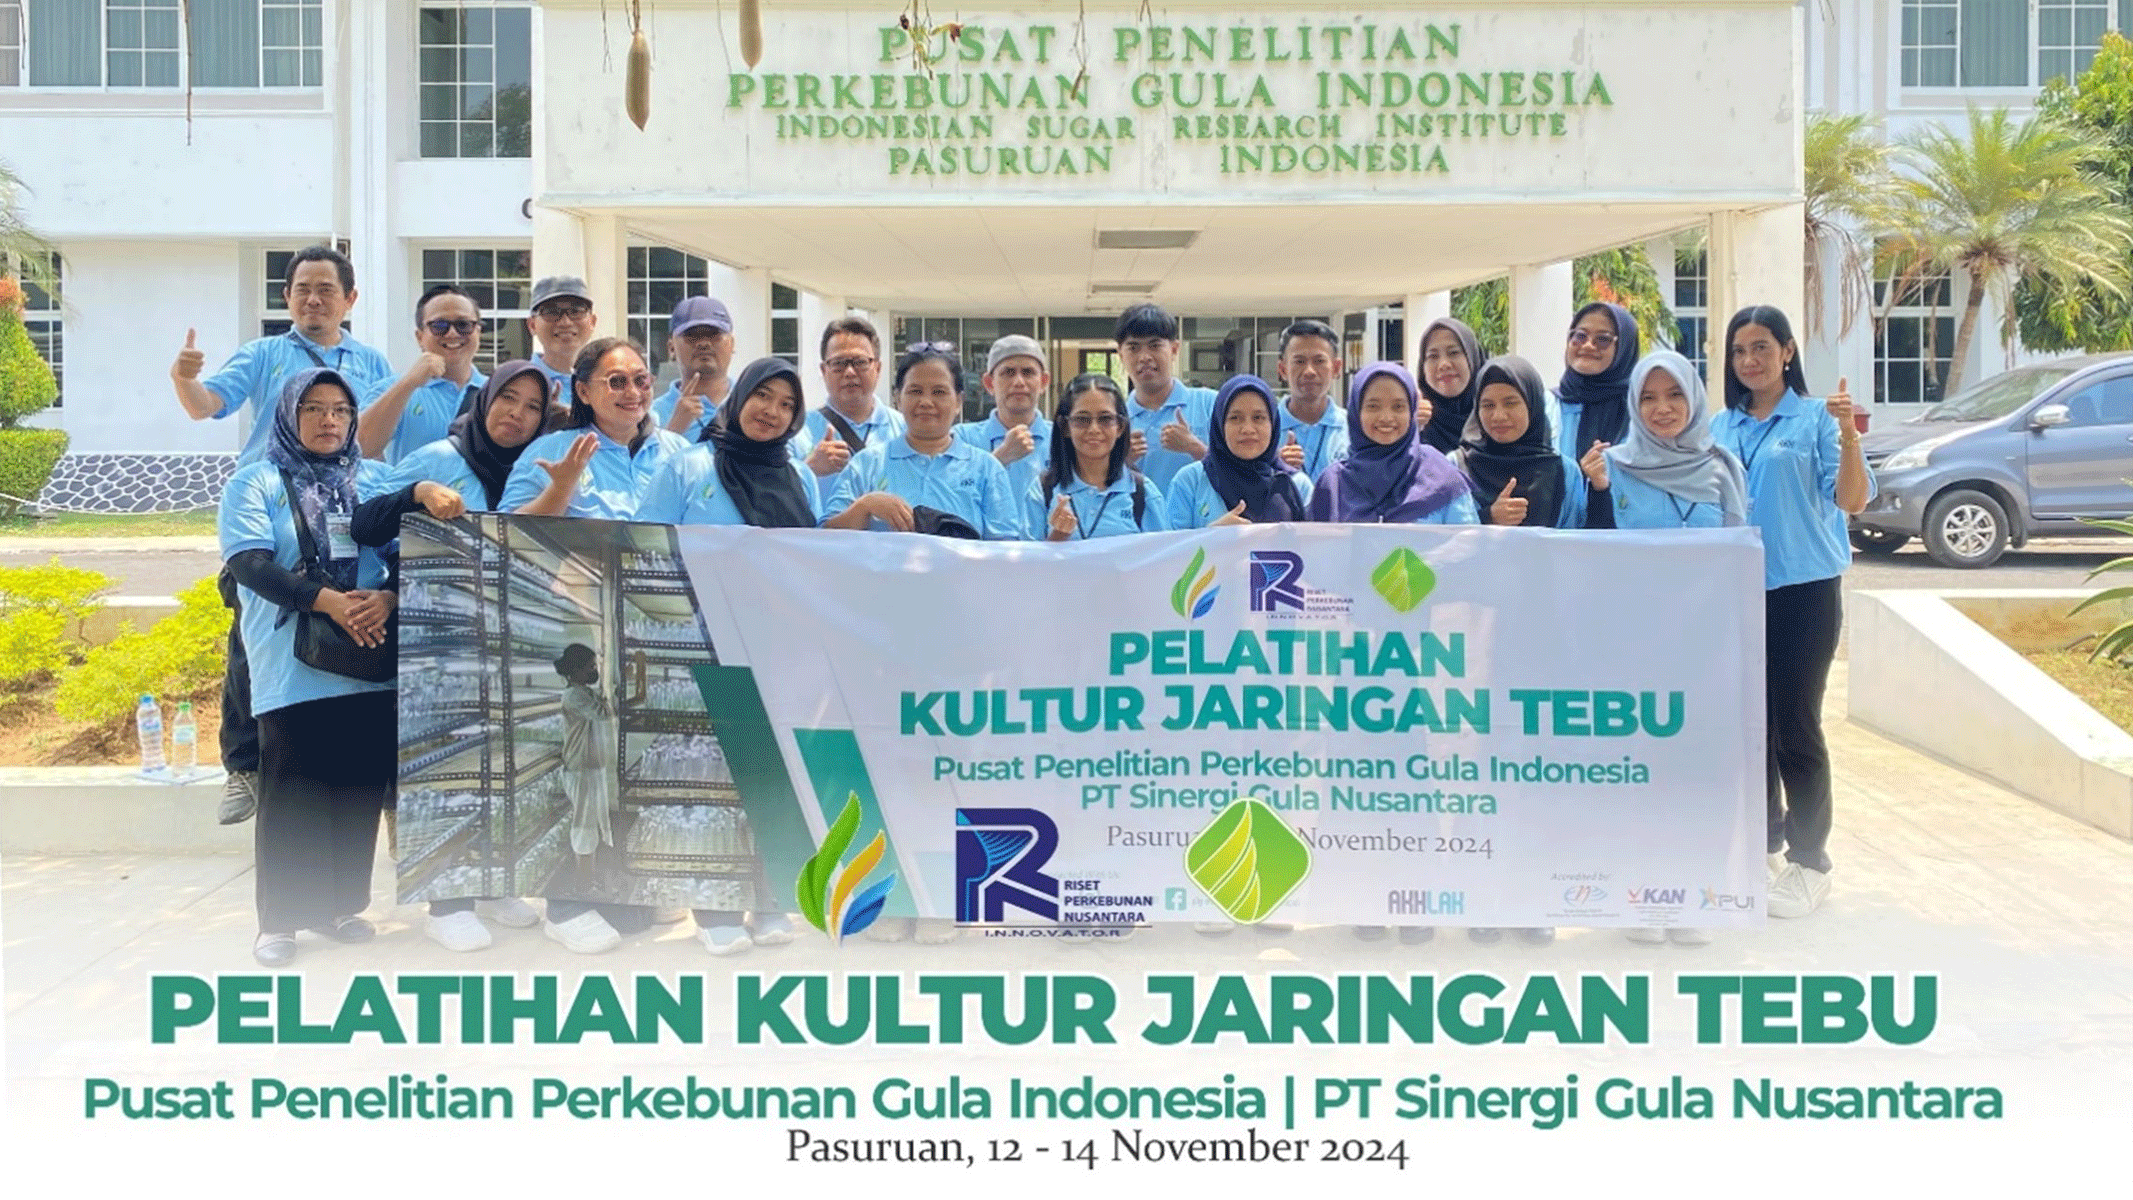 PUSAT PENELITIAN
PERKEBUNAN GULA INDONESIA
INDONESIAN SUGAR RESEARCH INSTITUTE
PASURUAN INDONESIA
RISET
PERKEBUNAN
NUSANTARA
I.N.N.O.V.A.T.O.R
PELATIHAN
KULTUR JARINGAN TEBU
Pusat Penelitian Perkebunan Gula Indonesia
PT Sinergi Gula Nusantara
November 2024
RISET
PERKEBUNAN
NUSANTARA
I.N.N.O.V.A.T.O.R
AKHLAK
Accredited by:
KAN
PUI
PELATIHAN KULTUR JARINGAN TEBU
Pusat Penelitian Perkebunan Gula Indonesia | PT Sinergi Gula Nusantara
Pasuruan, 12 - 14 November 2024